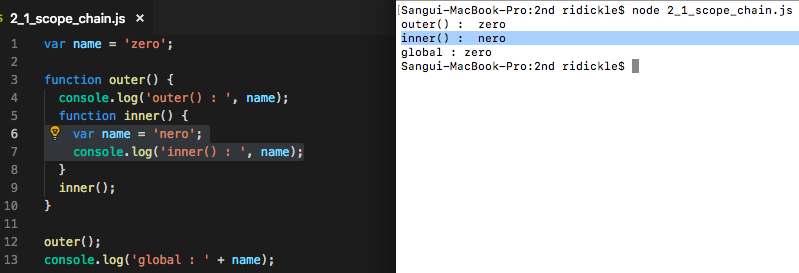 2_1_scope_chain.js ×
1 var name = 'zero';
2
3 function outer() {
4 console.log('outer() : ', name);
5 function inner() {
6 var name = 'nero';
7 console.log('inner() : ', name);
8 }
9 inner();
10 }
11
12 outer();
13 console.log('global : ' + name);
[Sangui-MacBook-Pro:2nd ridickle$ node 2_1_scope_chain.js
outer() :  zero
inner() :  nero
global : zero
Sangui-MacBook-Pro:2nd ridickle$